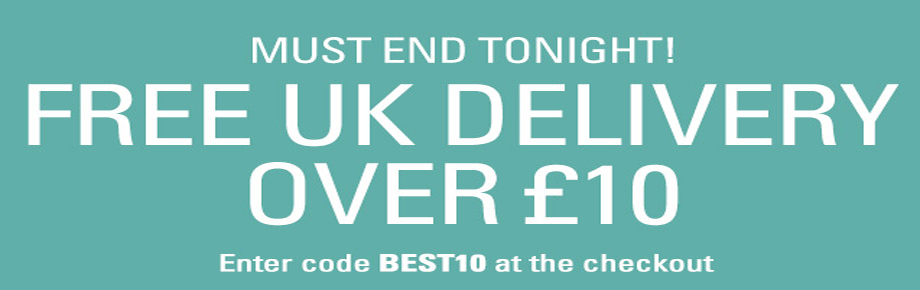 MUST END TONIGHT!
FREE UK DELIVERY
OVER £10
Enter code BEST10 at the checkout